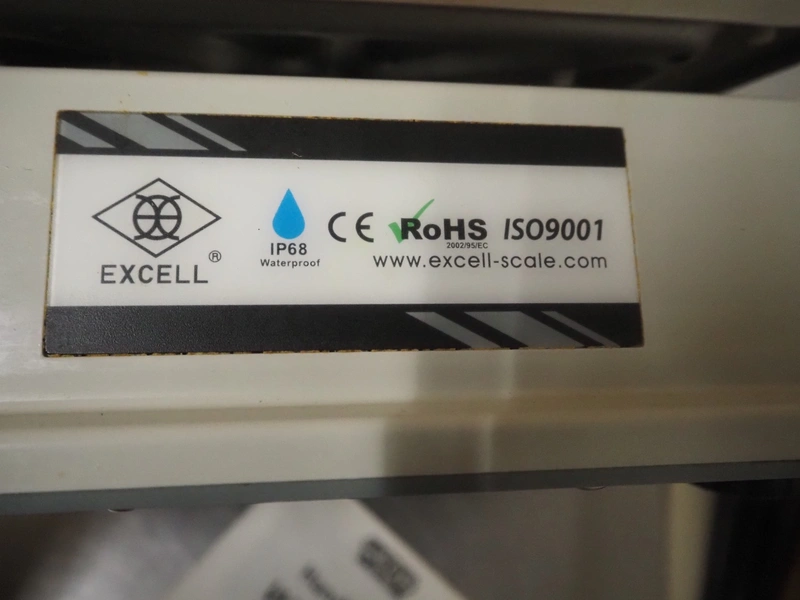 EXCELL ®
IP68
Waterproof
CE RoHS ISO9001
2002/95/EC
www.excell-scale.com